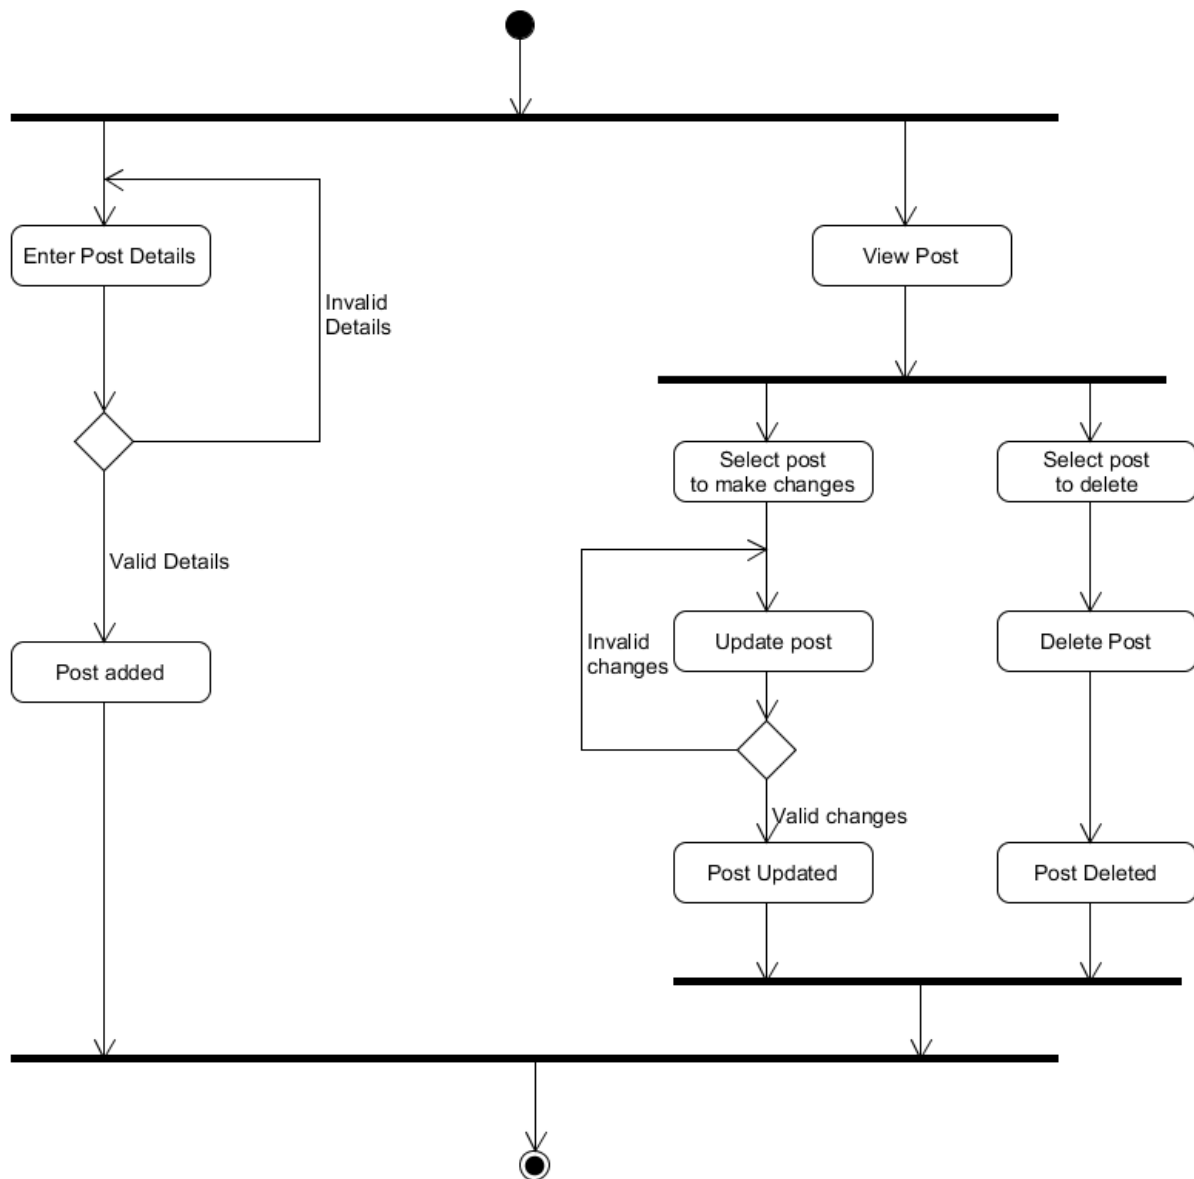 Enter Post Details
View Post
Invalid
Details
Select post
to make changes
Select post
to delete
Valid Details
Invalid
changes
Update post
Delete Post
Post added
Valid changes
Post Updated
Post Deleted